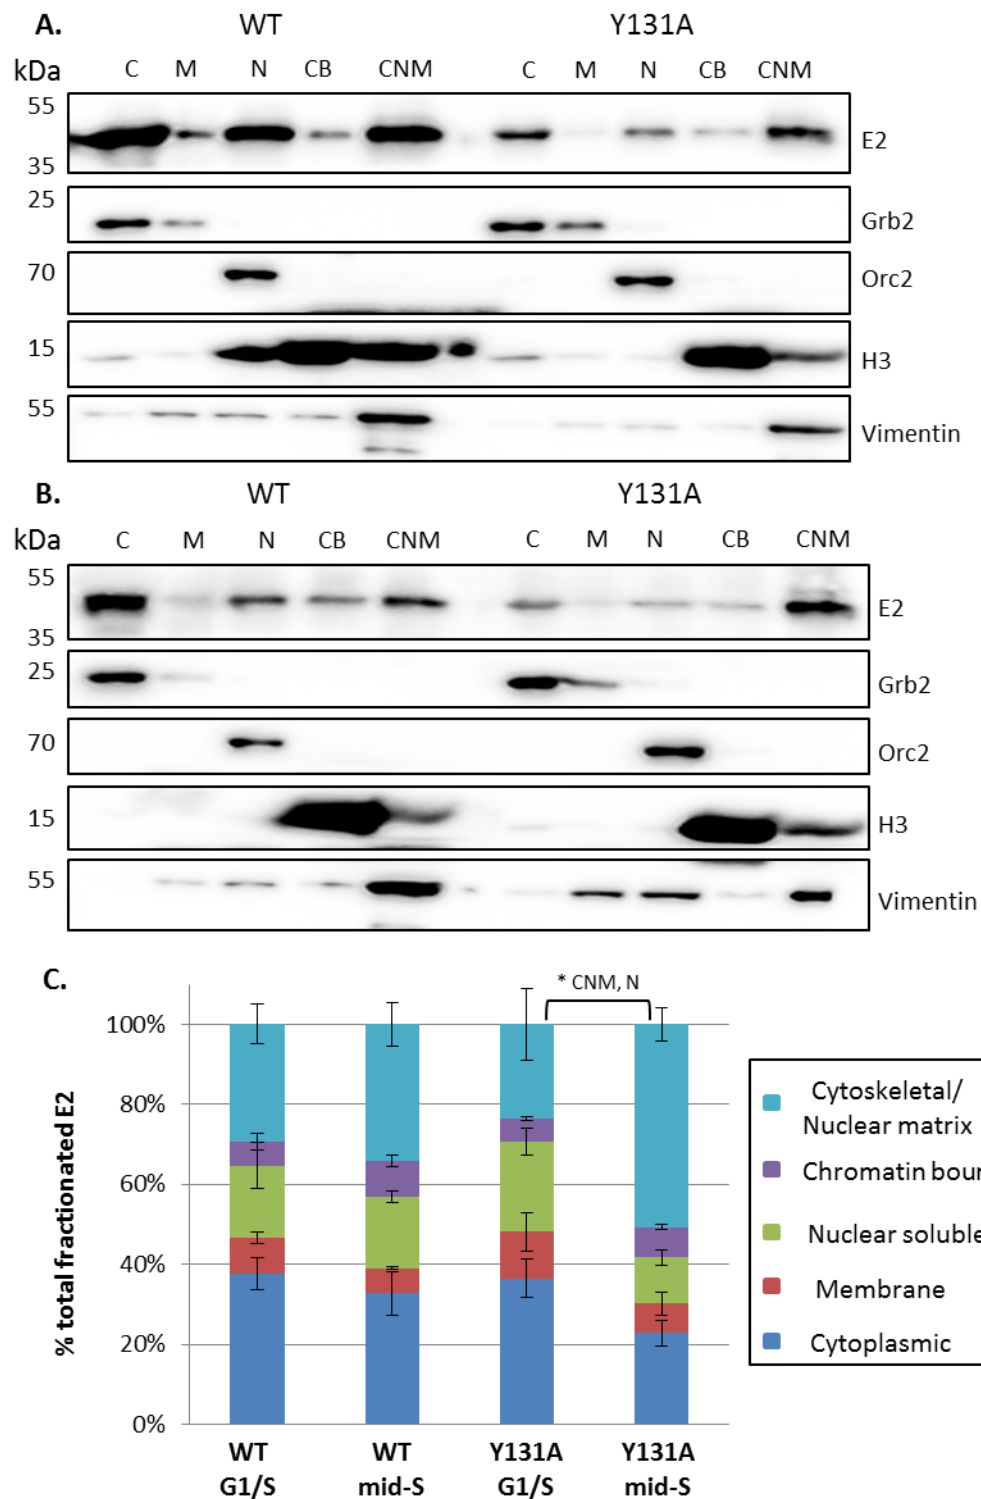 A. WT Y131A
kDa C M N CB CNM C M N CB CNM
55
E2
35
25
Grb2
70
Orc2
15
H3
55
Vimentin
B. WT Y131A
kDa C M N CB CNM C M N CB CNM
55
E2
35
25
Grb2
70
Orc2
15
H3
55
Vimentin
C.
* CNM, N
% total fractionated E2
100%
80%
60%
40%
20%
0%
WT G1/S
WT mid-S
Y131A G1/S
Y131A mid-S
Cytoskeletal/
Nuclear matrix
Chromatin boun
Nuclear soluble
Membrane
Cytoplasmic